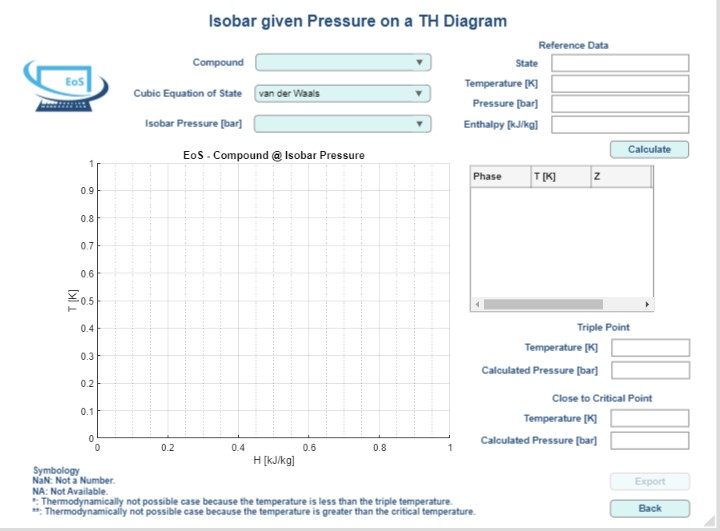 Isobar given Pressure on a TH Diagram
Reference Data
Compound
State
EoS
Temperature [K]
Cubic Equation of State
van der Waals
Pressure [bar]
Isobar Pressure [bar]
Enthalpy [kJ/kg]
Calculate
EoS - Compound @ Isobar Pressure
Phase T [K] Z
1
0.9
0.8
0.7
0.6
0.5
0.4
0.3
0.2
0.1
0
T [K]
0 0.2 0.4 0.6 0.8 1
H [kJ/kg]
Triple Point
Temperature [K]
Calculated Pressure [bar]
Close to Critical Point
Temperature [K]
Calculated Pressure [bar]
Symbology
NaN: Not a Number.
NA: Not Available.
*: Thermodynamically not possible case because the temperature is less than the triple temperature.
**: Thermodynamically not possible case because the temperature is greater than the critical temperature.
Export
Back